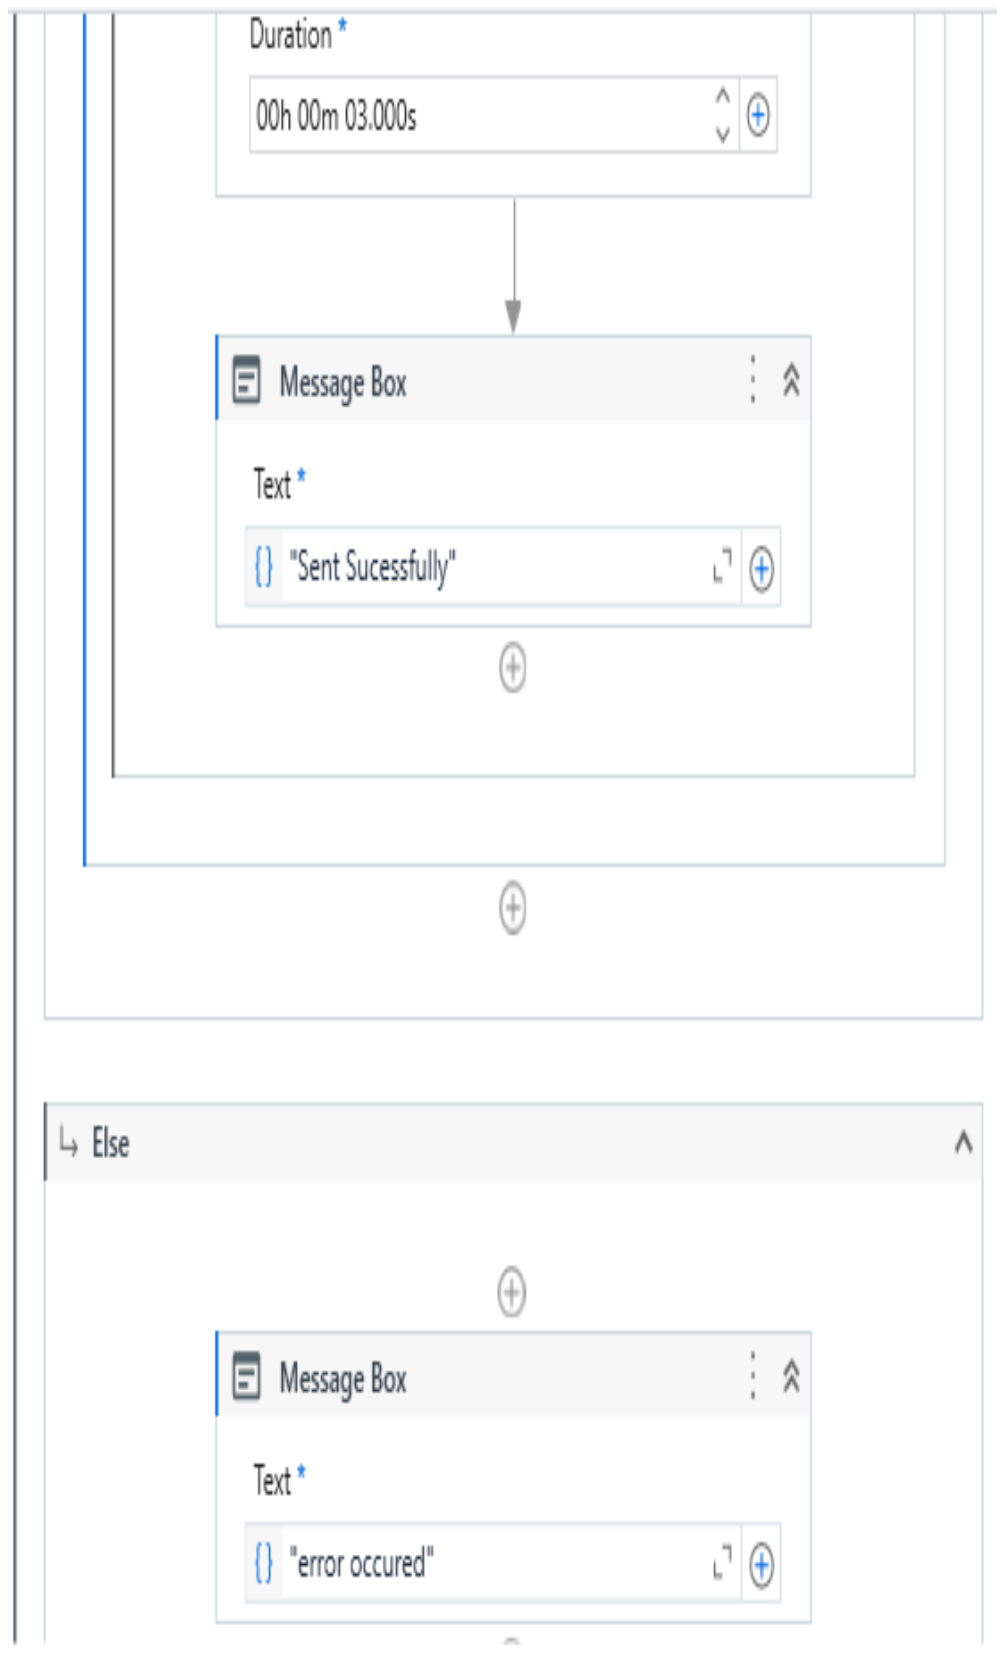 Duration *
00h 00m 03.000s
Message Box
Text *
{} "Sent Sucessfully"
Else
Message Box
Text *
{} "error occured"